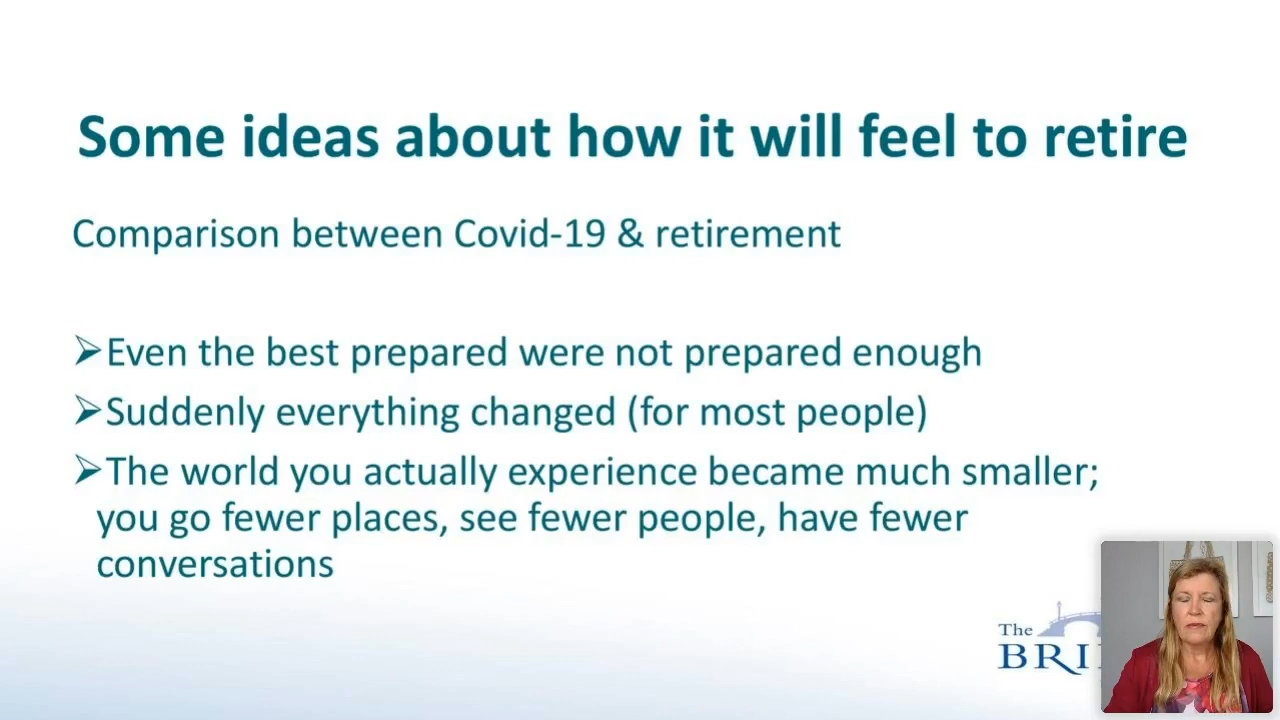 Some ideas about how it will feel to retire
Comparison between Covid-19 & retirement
➢Even the best prepared were not prepared enough
➢Suddenly everything changed (for most people)
➢The world you actually experience became much smaller;
you go fewer places, see fewer people, have fewer
conversations
The